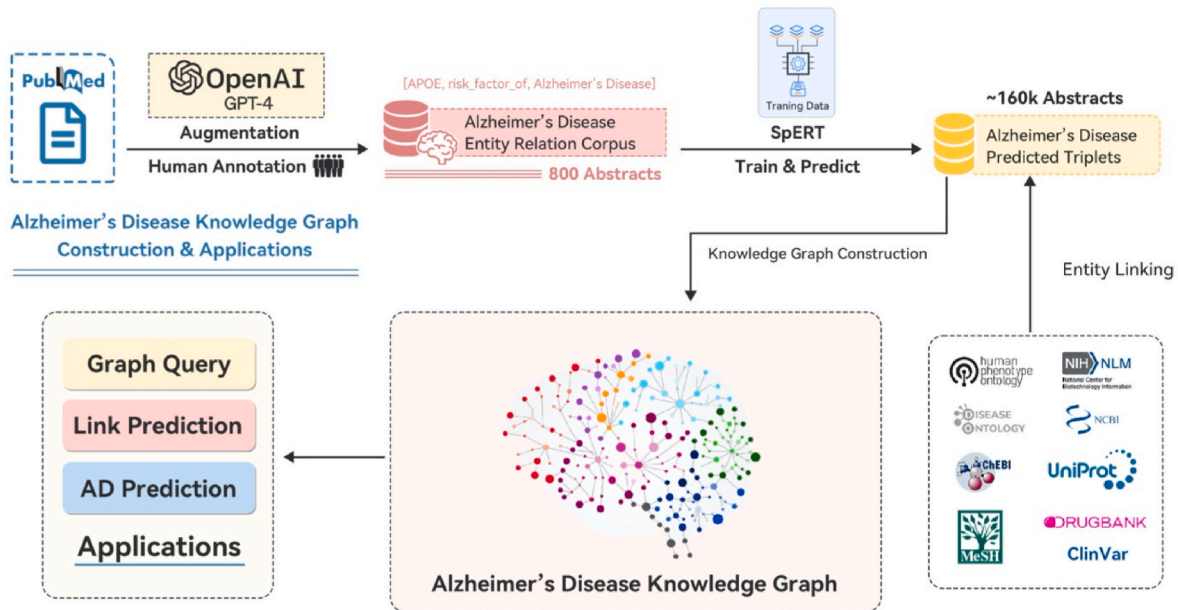 PubMed
OpenAI
GPT-4
Augmentation
Human Annotation
[APOE, risk_factor_of, Alzheimer's Disease]
Alzheimer's Disease
Entity Relation Corpus
800 Abstracts
Traning Data
SpERT
Train & Predict
~160k Abstracts
Alzheimer's Disease
Predicted Triplets
Alzheimer's Disease Knowledge Graph
Construction & Applications
Knowledge Graph Construction
Entity Linking
Graph Query
Link Prediction
AD Prediction
Applications
Alzheimer's Disease Knowledge Graph
human
phenotype
ontology
NIH NLM
National Center for
Biotechnology Information
DISEASE
ONTOLOGY
NCBI
ChEBI
UniProt
MeSH
DRUGBANK
ClinVar